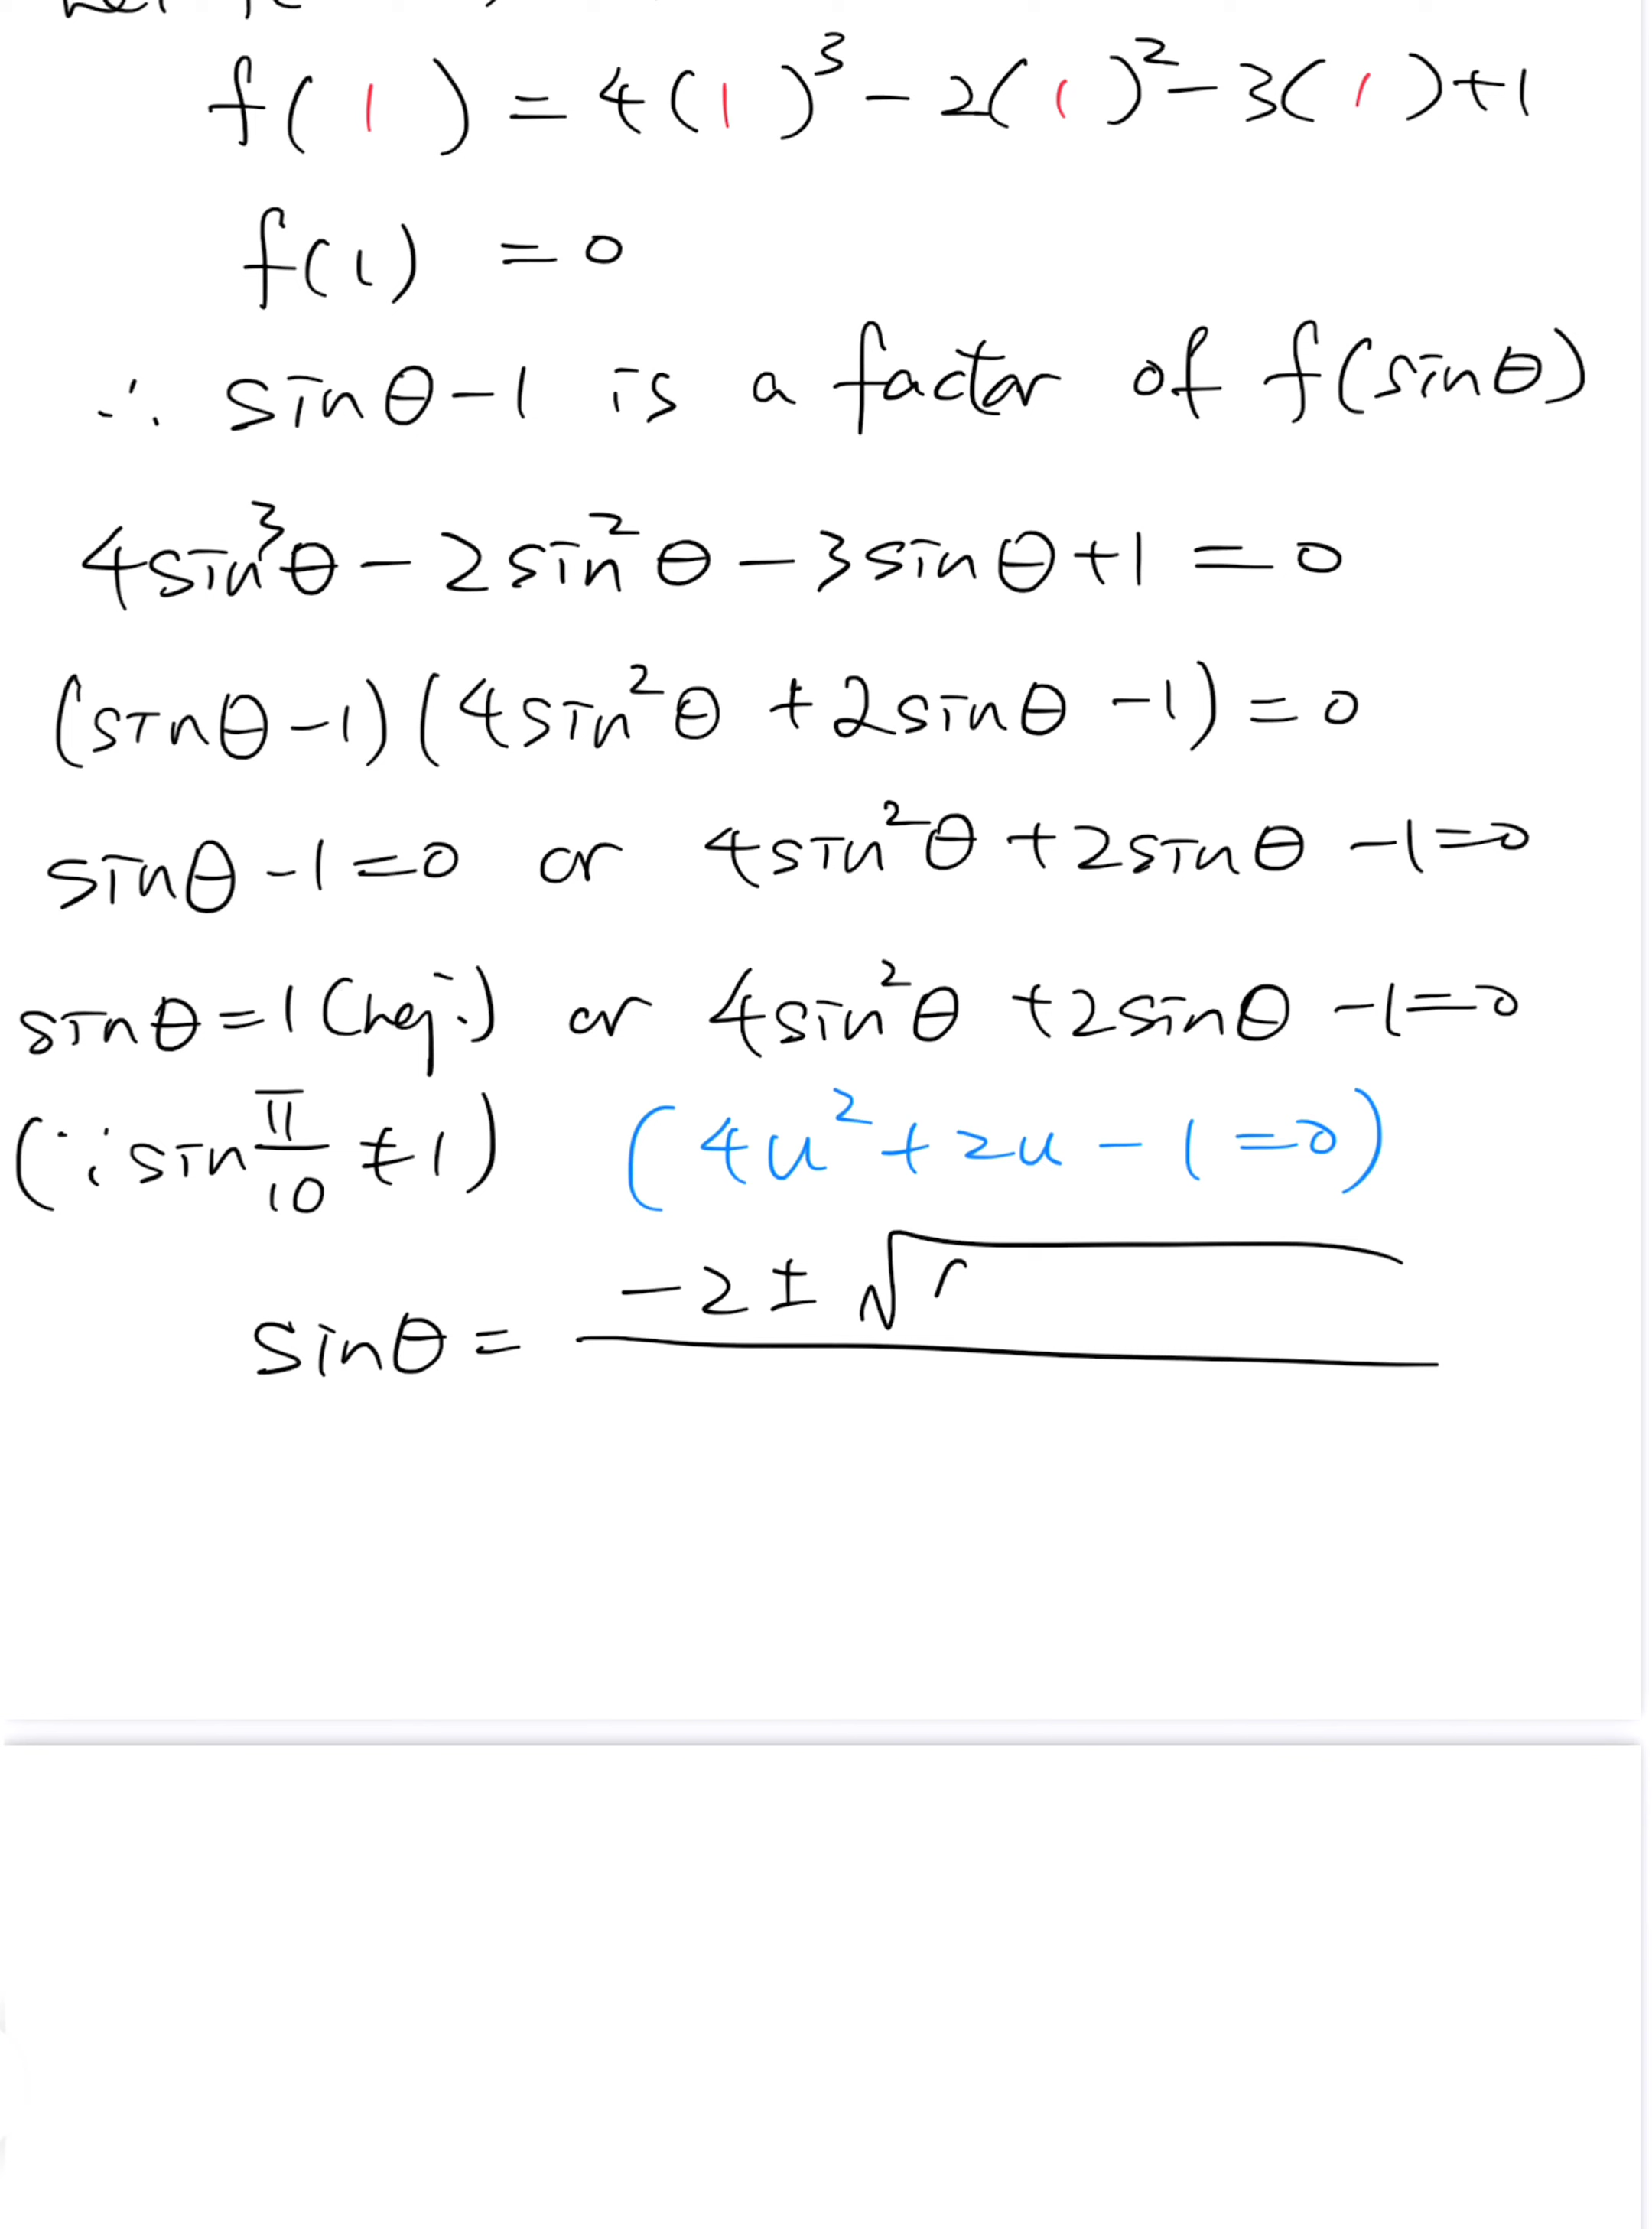 f( 1 ) = 4( 1 )³ − 2( 1 )² − 3( 1 ) + 1
f(1) = 0
∴ sinθ − 1 is a factor of f(sinθ)
4sin³θ − 2sin²θ − 3sinθ + 1 = 0
(sinθ − 1)(4sin²θ + 2sinθ − 1) = 0
sinθ − 1 = 0 or 4sin²θ + 2sinθ − 1 = 0
sinθ = 1 (rej.) or 4sin²θ + 2sinθ − 1 = 0
(∵ sin π/10 ≠ 1) (4u² + 2u − 1 = 0)
sinθ = −2 ± √